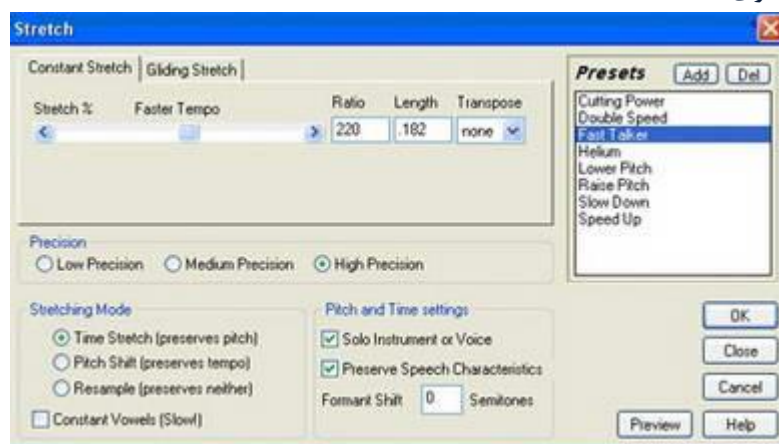 Stretch
Constant Stretch Gliding Stretch
Stretch % Faster Tempo Ratio Length Transpose
220 .182 none
Presets Add Del
Cutting Power
Double Speed
Fast Talker
Helium
Lower Pitch
Raise Pitch
Slow Down
Speed Up
Precision
Low Precision Medium Precision High Precision
Stretching Mode
Time Stretch (preserves pitch)
Pitch Shift (preserves tempo)
Resample (preserves neither)
Constant Vowels (Slow!)
Pitch and Time settings
Solo Instrument or Voice
Preserve Speech Characteristics
Formant Shift 0 Semitones
OK
Close
Cancel
Preview Help